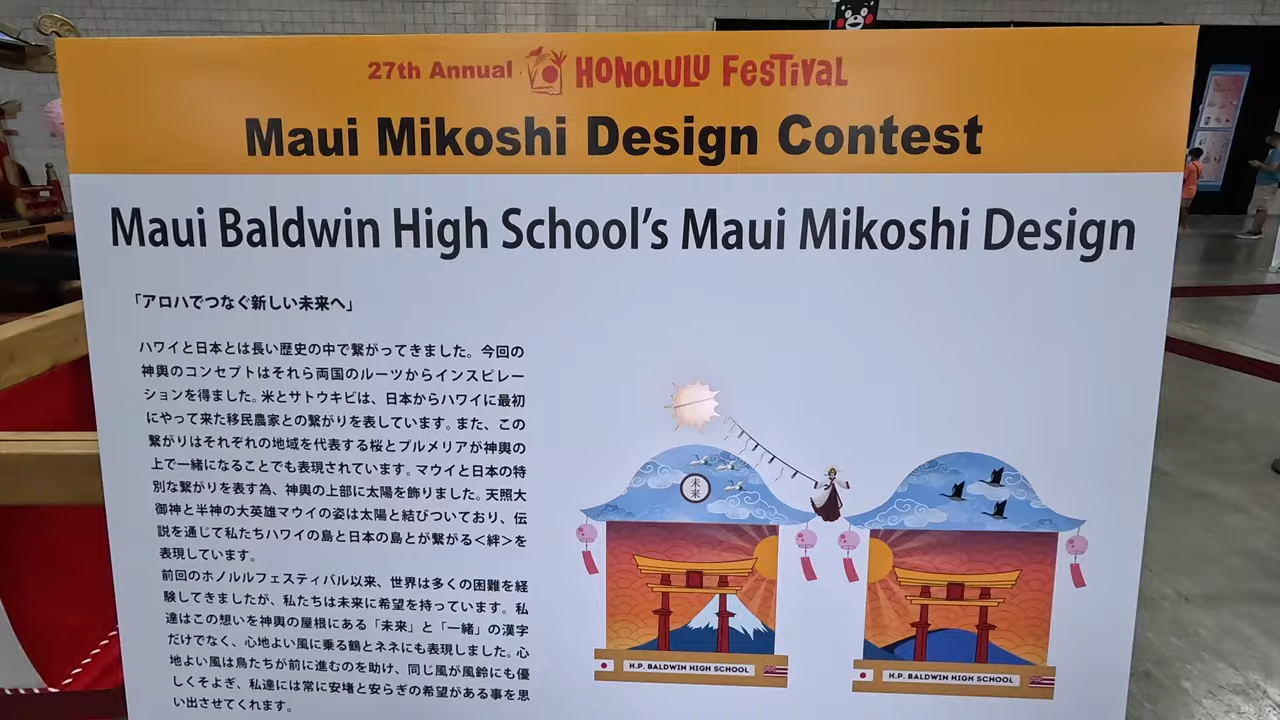 27th Annual HONOLULU FESTIVAL
Maui Mikoshi Design Contest
Maui Baldwin High School's Maui Mikoshi Design
「アロハでつなぐ新しい未来へ」
ハワイと日本とは長い歴史の中で繋がってきました。今回の
神輿のコンセプトはそれら両国のルーツからインスピレー
ションを得ました。米とサトウキビは、日本からハワイに最初
にやって来た移民農家との繋がりを表しています。また、この
繋がりはそれぞれの地域を代表する桜とプルメリアが神輿の
上で一緒になることでも表現されています。マウイと日本の特
別な繋がりを表す為、神輿の上部に太陽を飾りました。天照大
御神と半神の大英雄マウイの姿は太陽と結びついており、伝
説を通じて私たちハワイの島と日本の島とが繋がる<絆>を
表現しています。
前回のホノルルフェスティバル以来、世界は多くの困難を経
験してきましたか、私たちは未来に希望を持っています。私
達はこの想いを神輿の屋根にある「未来」と「一緒」の漢字
だけでなく、心地よい風に乗る鶴とネネにも表現しました。心
地よい風は鳥たちが前に進むのを助け、同じ風が風鈴にも優
しくそよぎ、私達には常に安堵と安らぎの希望がある事を思
い出させてくれます。
未来
H.P. BALDWIN HIGH SCHOOL
H.P. BALDWIN HIGH SCHOOL